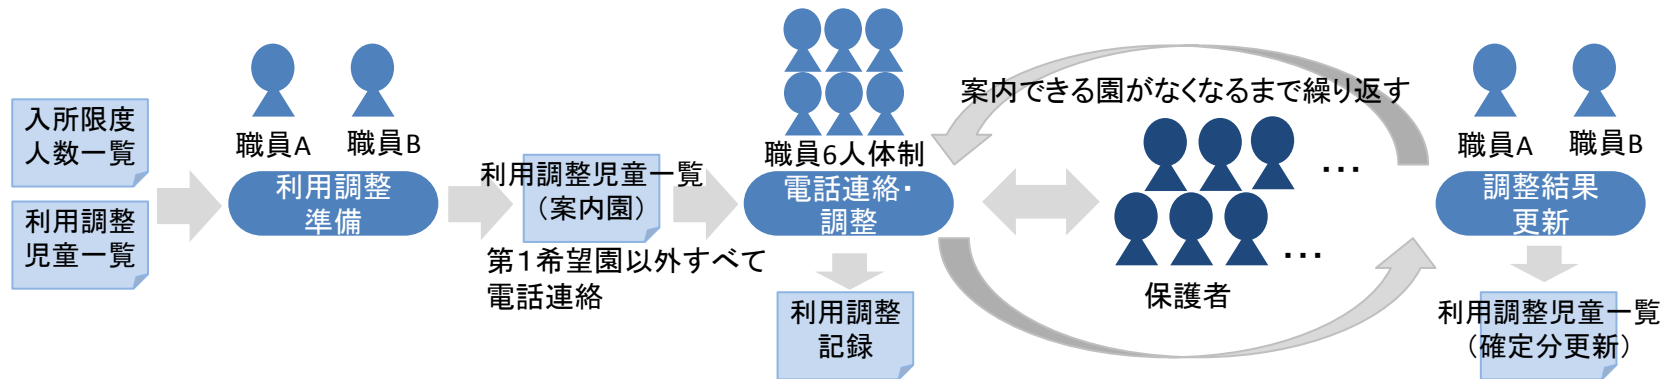 入所限度
人数一覧
利用調整
児童一覧
職員A
職員B
利用調整
準備
利用調整児童一覧
（案内園）
第１希望園以外すべて
電話連絡
職員6人体制
電話連絡・
調整
利用調整
記録
案内できる園がなくなるまで繰り返す
…
…
保護者
職員A
職員B
調整結果
更新
利用調整児童一覧
（確定分更新）